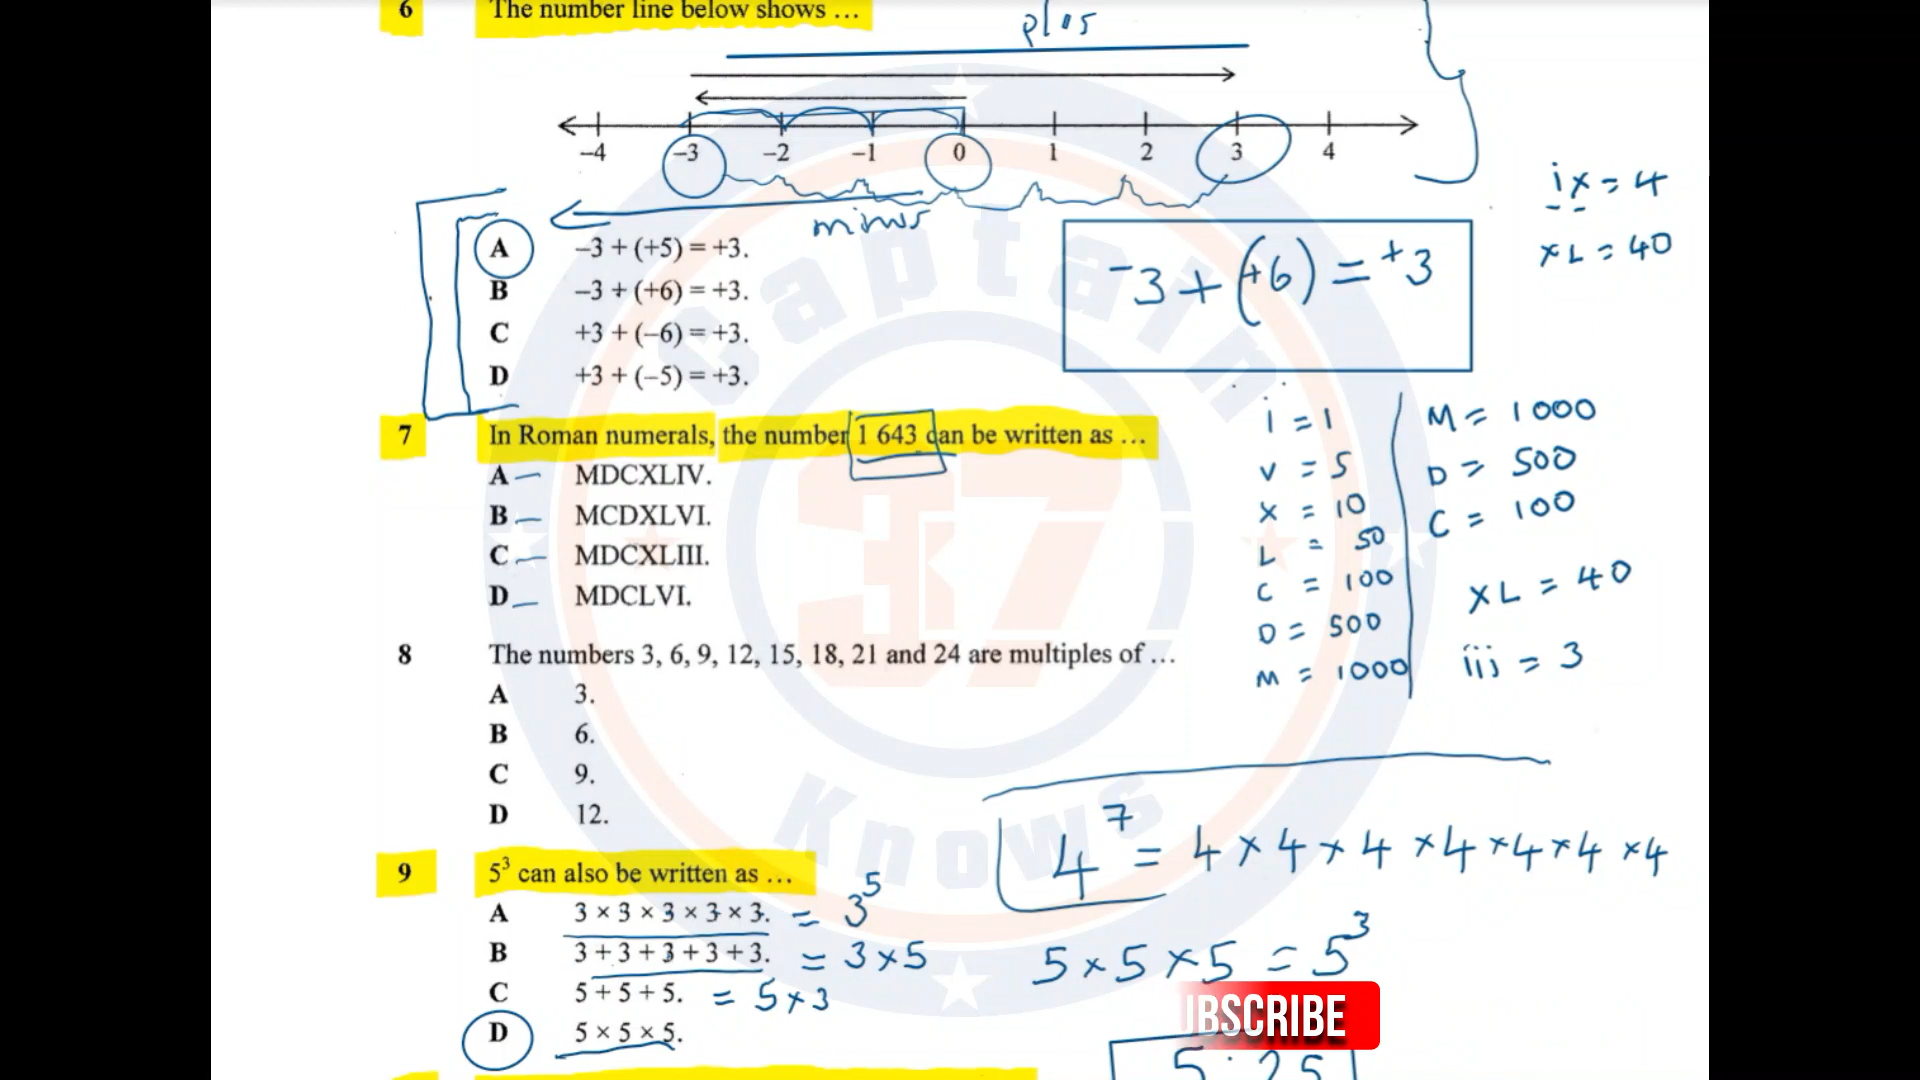 6 The number line below shows ...
plus
–4 –3 –2 –1 0 1 2 3 4
minus
A –3 + (+5) = +3.
B –3 + (+6) = +3.
C +3 + (–6) = +3.
D +3 + (–5) = +3.
-3 + (+6) = +3
ix = 4
XL = 40
7 In Roman numerals, the number 1 643 can be written as ...
A MDCXLIV.
B MCDXLVI.
C MDCXLIII.
D MDCLVI.
i = 1
V = 5
X = 10
L = 50
C = 100
D = 500
M = 1000
M = 1000
D = 500
C = 100
XL = 40
iii = 3
8 The numbers 3, 6, 9, 12, 15, 18, 21 and 24 are multiples of ...
A 3.
B 6.
C 9.
D 12.
4⁷ = 4 × 4 × 4 × 4 × 4 × 4 × 4
9 5³ can also be written as ...
A 3 × 3 × 3 × 3 × 3. = 3⁵
B 3 + 3 + 3 + 3 + 3. = 3 × 5
C 5 + 5 + 5. = 5 × 3
D 5 × 5 × 5.
5 × 5 × 5 = 5³
UBSCRIBE
Captain
37
Knows